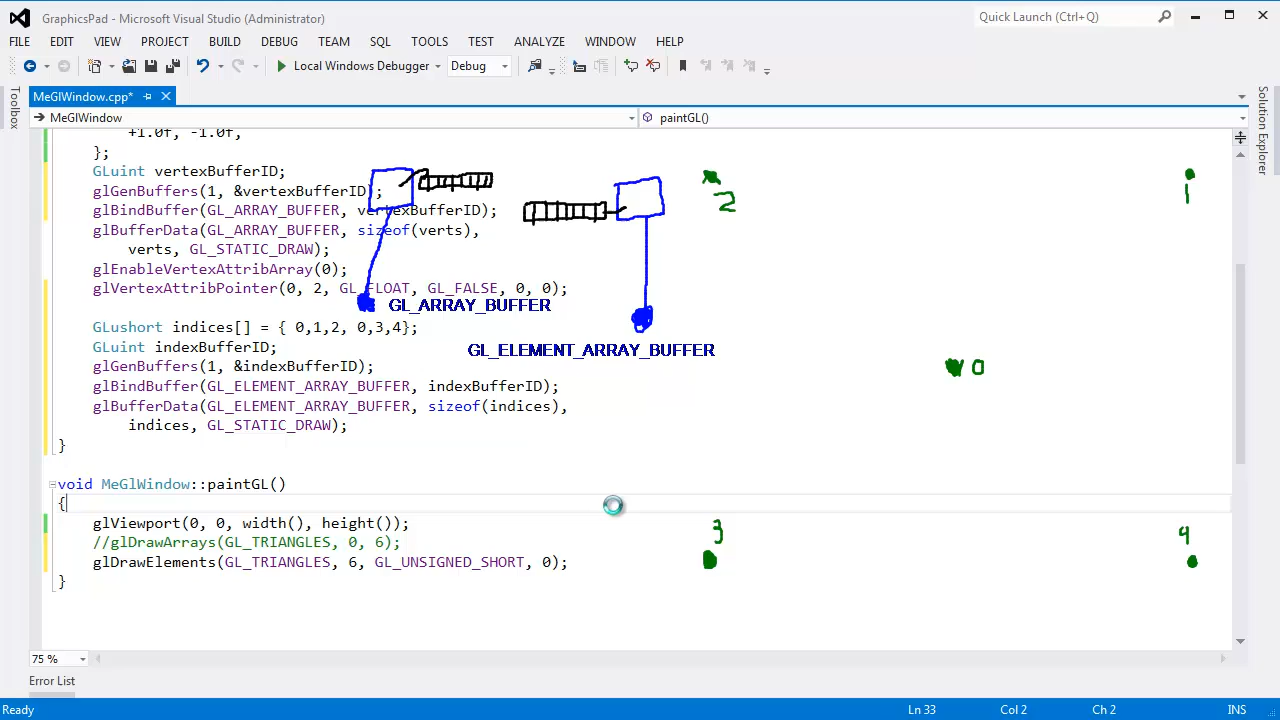 GraphicsPad - Microsoft Visual Studio (Administrator)
Quick Launch (Ctrl+Q)
FILE EDIT VIEW PROJECT BUILD DEBUG TEAM SQL TOOLS TEST ANALYZE WINDOW HELP
Local Windows Debugger Debug
Toolbox
MeGlWindow.cpp*
Solution Explorer
MeGlWindow paintGL()
+1.0f, -1.0f,
};
GLuint vertexBufferID;
glGenBuffers(1, &vertexBufferID);
glBindBuffer(GL_ARRAY_BUFFER, vertexBufferID);
glBufferData(GL_ARRAY_BUFFER, sizeof(verts),
verts, GL_STATIC_DRAW);
glEnableVertexAttribArray(0);
glVertexAttribPointer(0, 2, GL_FLOAT, GL_FALSE, 0, 0);
GL_ARRAY_BUFFER
GLushort indices[] = { 0,1,2, 0,3,4};
GLuint indexBufferID;
GL_ELEMENT_ARRAY_BUFFER
glGenBuffers(1, &indexBufferID);
glBindBuffer(GL_ELEMENT_ARRAY_BUFFER, indexBufferID);
glBufferData(GL_ELEMENT_ARRAY_BUFFER, sizeof(indices),
indices, GL_STATIC_DRAW);
}
void MeGlWindow::paintGL()
{
glViewport(0, 0, width(), height());
//glDrawArrays(GL_TRIANGLES, 0, 6);
glDrawElements(GL_TRIANGLES, 6, GL_UNSIGNED_SHORT, 0);
}
2
1
0
3
4
75 %
Error List
Ready Ln 33 Col 2 Ch 2 INS